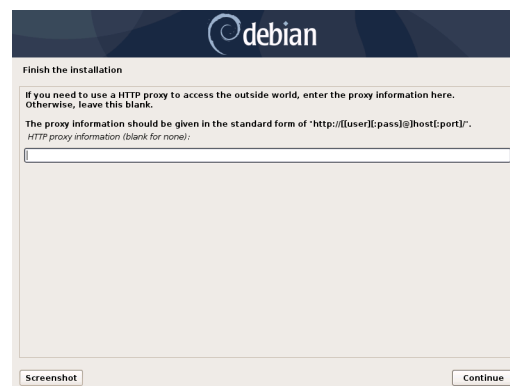 debian
Finish the installation
If you need to use a HTTP proxy to access the outside world, enter the proxy information here.
Otherwise, leave this blank.
The proxy information should be given in the standard form of "http://[[user][:pass]@]host[:port]/".
HTTP proxy information (blank for none):
Screenshot
Continue